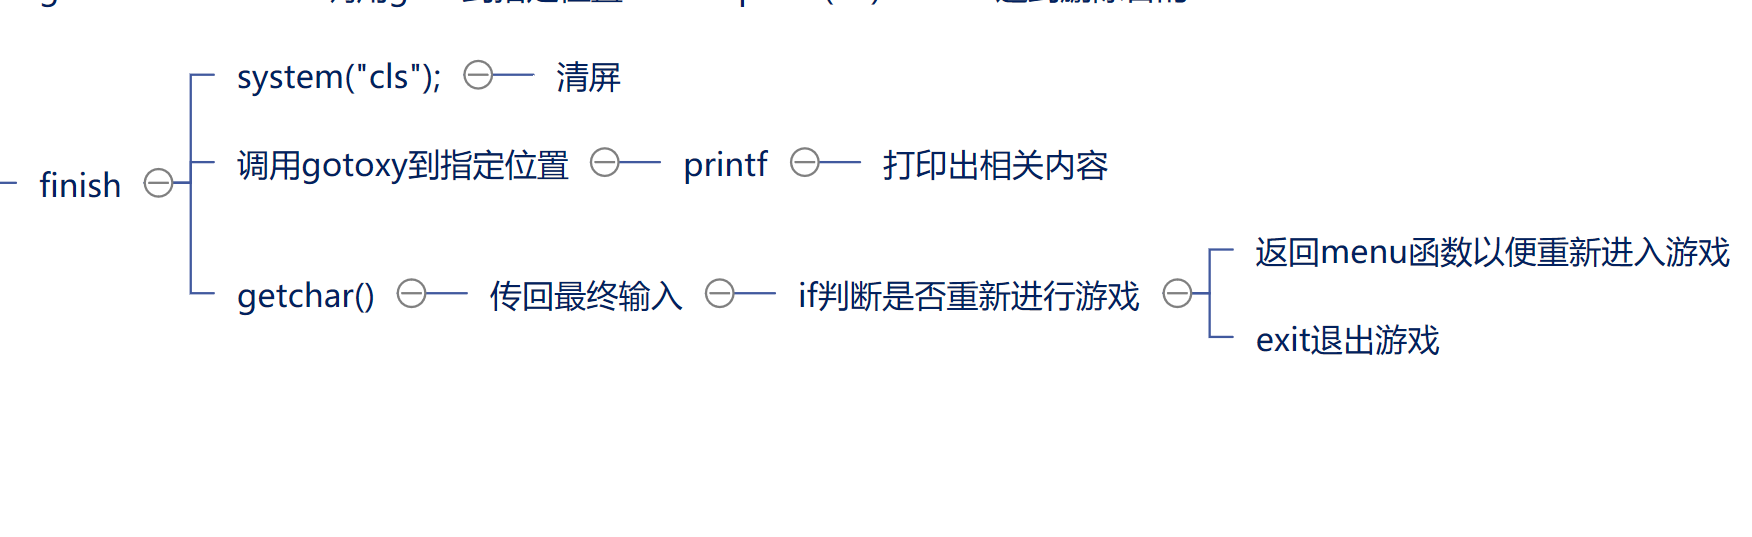 system("cls");
清屏
调用gotoxy到指定位置
printf
打印出相关内容
finish
返回menu函数以便重新进入游戏
getchar()
传回最终输入
if判断是否重新进行游戏
exit退出游戏